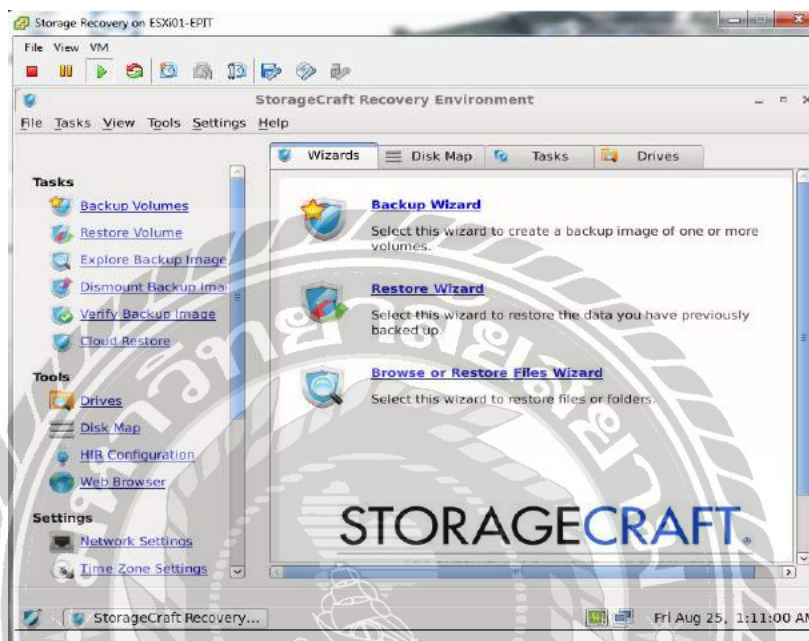 Storage Recovery on ESXi01-EPIT
File View VM
StorageCraft Recovery Environment
File Tasks View Tools Settings Help
Wizards Disk Map Tasks Drives
Tasks
Backup Volumes
Restore Volume
Explore Backup Image
Dismount Backup Imag
Verify Backup Image
Cloud Restore
Tools
Drives
Disk Map
HIR Configuration
Web Browser
Settings
Network Settings
Time Zone Settings
Backup Wizard
Select this wizard to create a backup image of one or more
volumes.
Restore Wizard
Select this wizard to restore the data you have previously
backed up.
Browse or Restore Files Wizard
Select this wizard to restore files or folders.
STORAGECRAFT®
StorageCraft Recovery...
Fri Aug 25, 1:11:00 AM